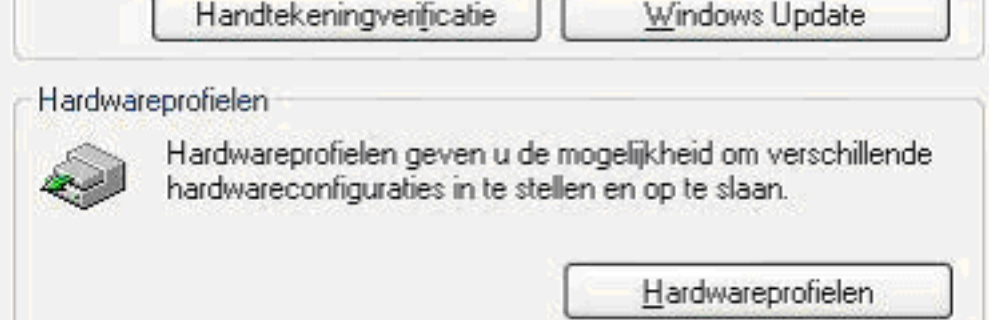 Handtekeningverificatie
Windows Update
Hardwareprofielen
Hardwareprofielen geven u de mogelijkheid om verschillende
hardwareconfiguraties in te stellen en op te slaan.
Hardwareprofielen